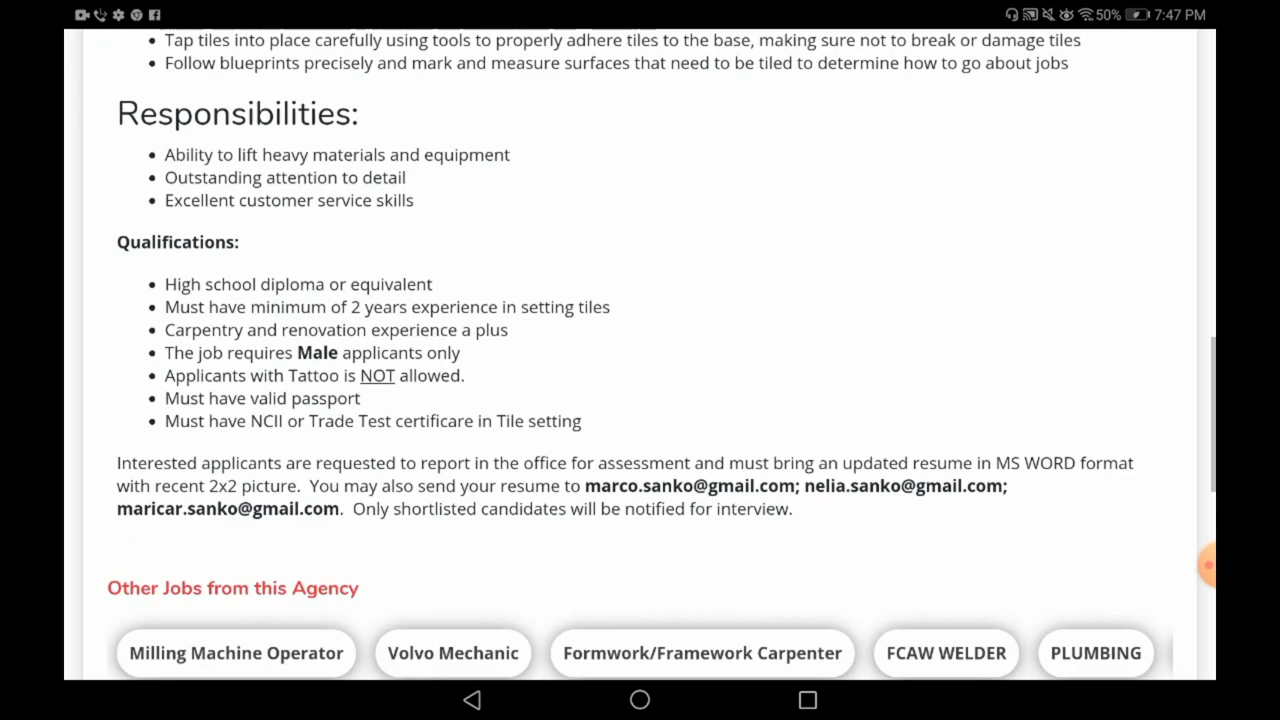 50% 7:47 PM
• Tap tiles into place carefully using tools to properly adhere tiles to the base, making sure not to break or damage tiles
• Follow blueprints precisely and mark and measure surfaces that need to be tiled to determine how to go about jobs
Responsibilities:
• Ability to lift heavy materials and equipment
• Outstanding attention to detail
• Excellent customer service skills
Qualifications:
• High school diploma or equivalent
• Must have minimum of 2 years experience in setting tiles
• Carpentry and renovation experience a plus
• The job requires Male applicants only
• Applicants with Tattoo is NOT allowed.
• Must have valid passport
• Must have NCII or Trade Test certificare in Tile setting
Interested applicants are requested to report in the office for assessment and must bring an updated resume in MS WORD format
with recent 2x2 picture. You may also send your resume to marco.sanko@gmail.com; nelia.sanko@gmail.com;
maricar.sanko@gmail.com. Only shortlisted candidates will be notified for interview.
Other Jobs from this Agency
Milling Machine Operator Volvo Mechanic Formwork/Framework Carpenter FCAW WELDER PLUMBING